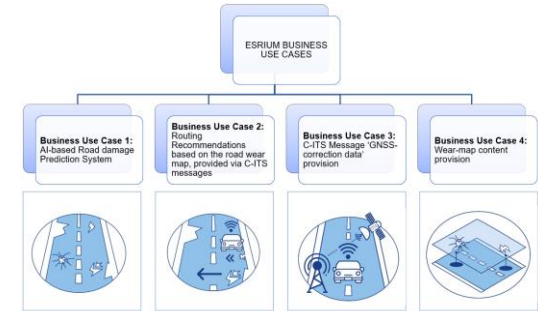 ESRIUM BUSINESS
USE CASES
Business Use Case 1:
AI-based Road damage
Prediction System
Business Use Case 2:
Routing
Recommendations
based on the road wear
map, provided via C-ITS
messages
Business Use Case 3:
C-ITS Message 'GNSS-
correction data'
provision
Business Use Case 4:
Wear-map content
provision